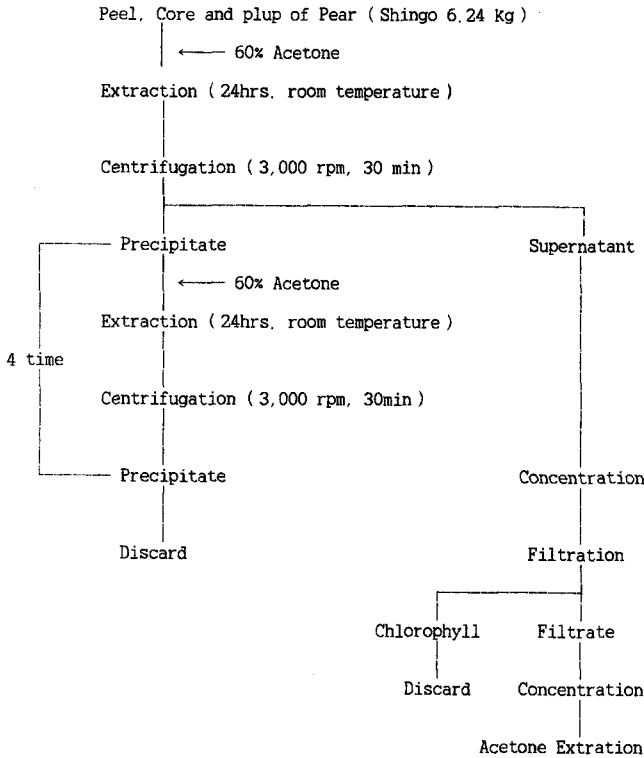 Peel, Core and plup of Pear ( Shingo 6.24 Kg )
60% Acetone
Extraction ( 24hrs. room temperature )
Centrifugation ( 3,000 rpm, 30 min )
Precipitate
Supernatant
60% Acetone
Extraction ( 24hrs. room temperature )
4 time
Centrifugation ( 3,000 rpm, 30min )
Precipitate
Concentration
Discard
Filtration
Chlorophyll
Filtrate
Discard
Concentration
Acetone Extration